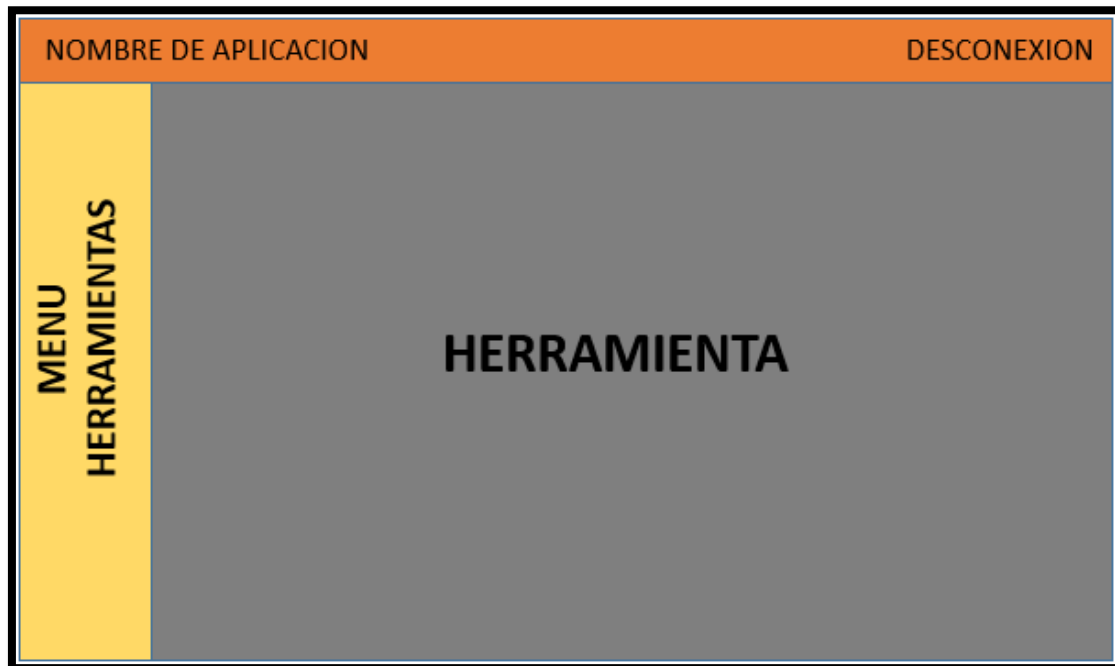 NOMBRE DE APLICACION
DESCONEXION
MENU
HERRAMIENTAS
HERRAMIENTA